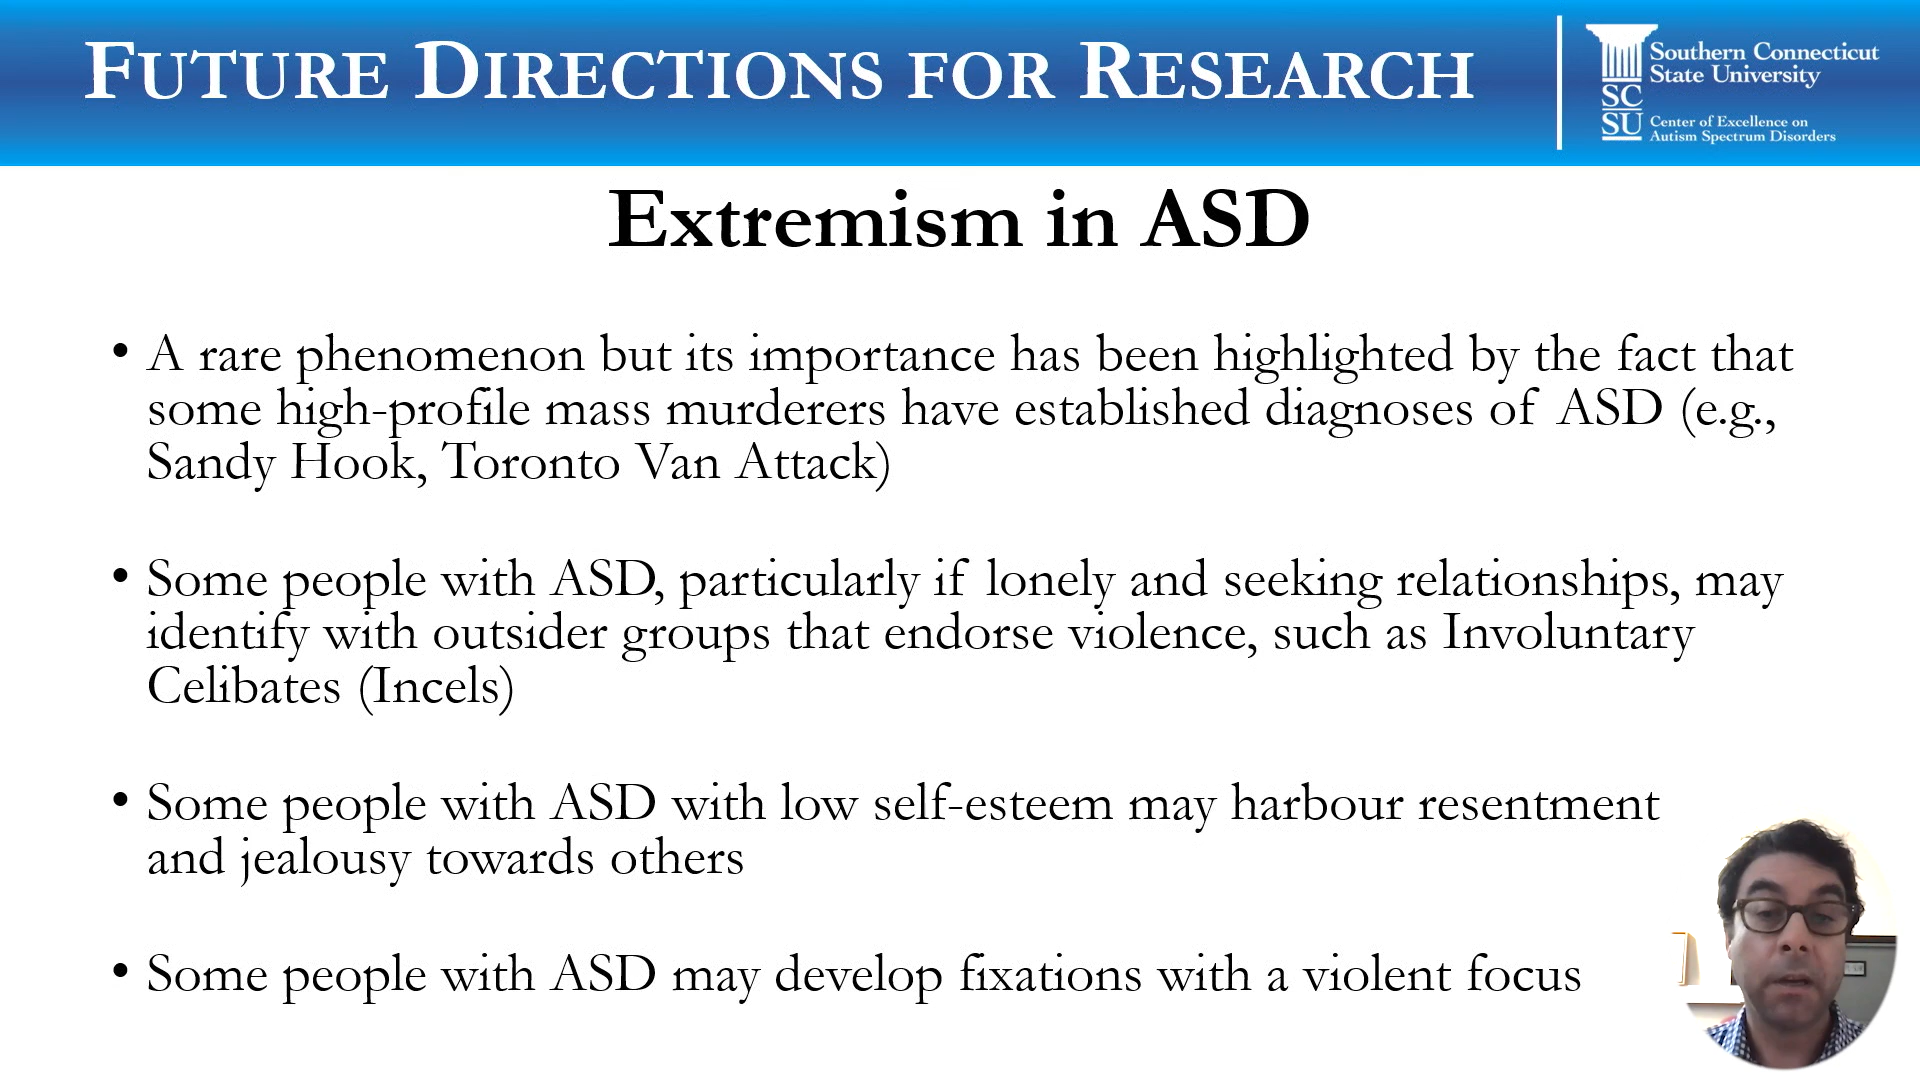 FUTURE DIRECTIONS FOR RESEARCH
Southern Connecticut
State University
SC
SU
Center of Excellence on
Autism Spectrum Disorders
Extremism in ASD
• A rare phenomenon but its importance has been highlighted by the fact that
some high-profile mass murderers have established diagnoses of ASD (e.g.,
Sandy Hook, Toronto Van Attack)
• Some people with ASD, particularly if lonely and seeking relationships, may
identify with outsider groups that endorse violence, such as Involuntary
Celibates (Incels)
• Some people with ASD with low self-esteem may harbour resentment
and jealousy towards others
• Some people with ASD may develop fixations with a violent focus